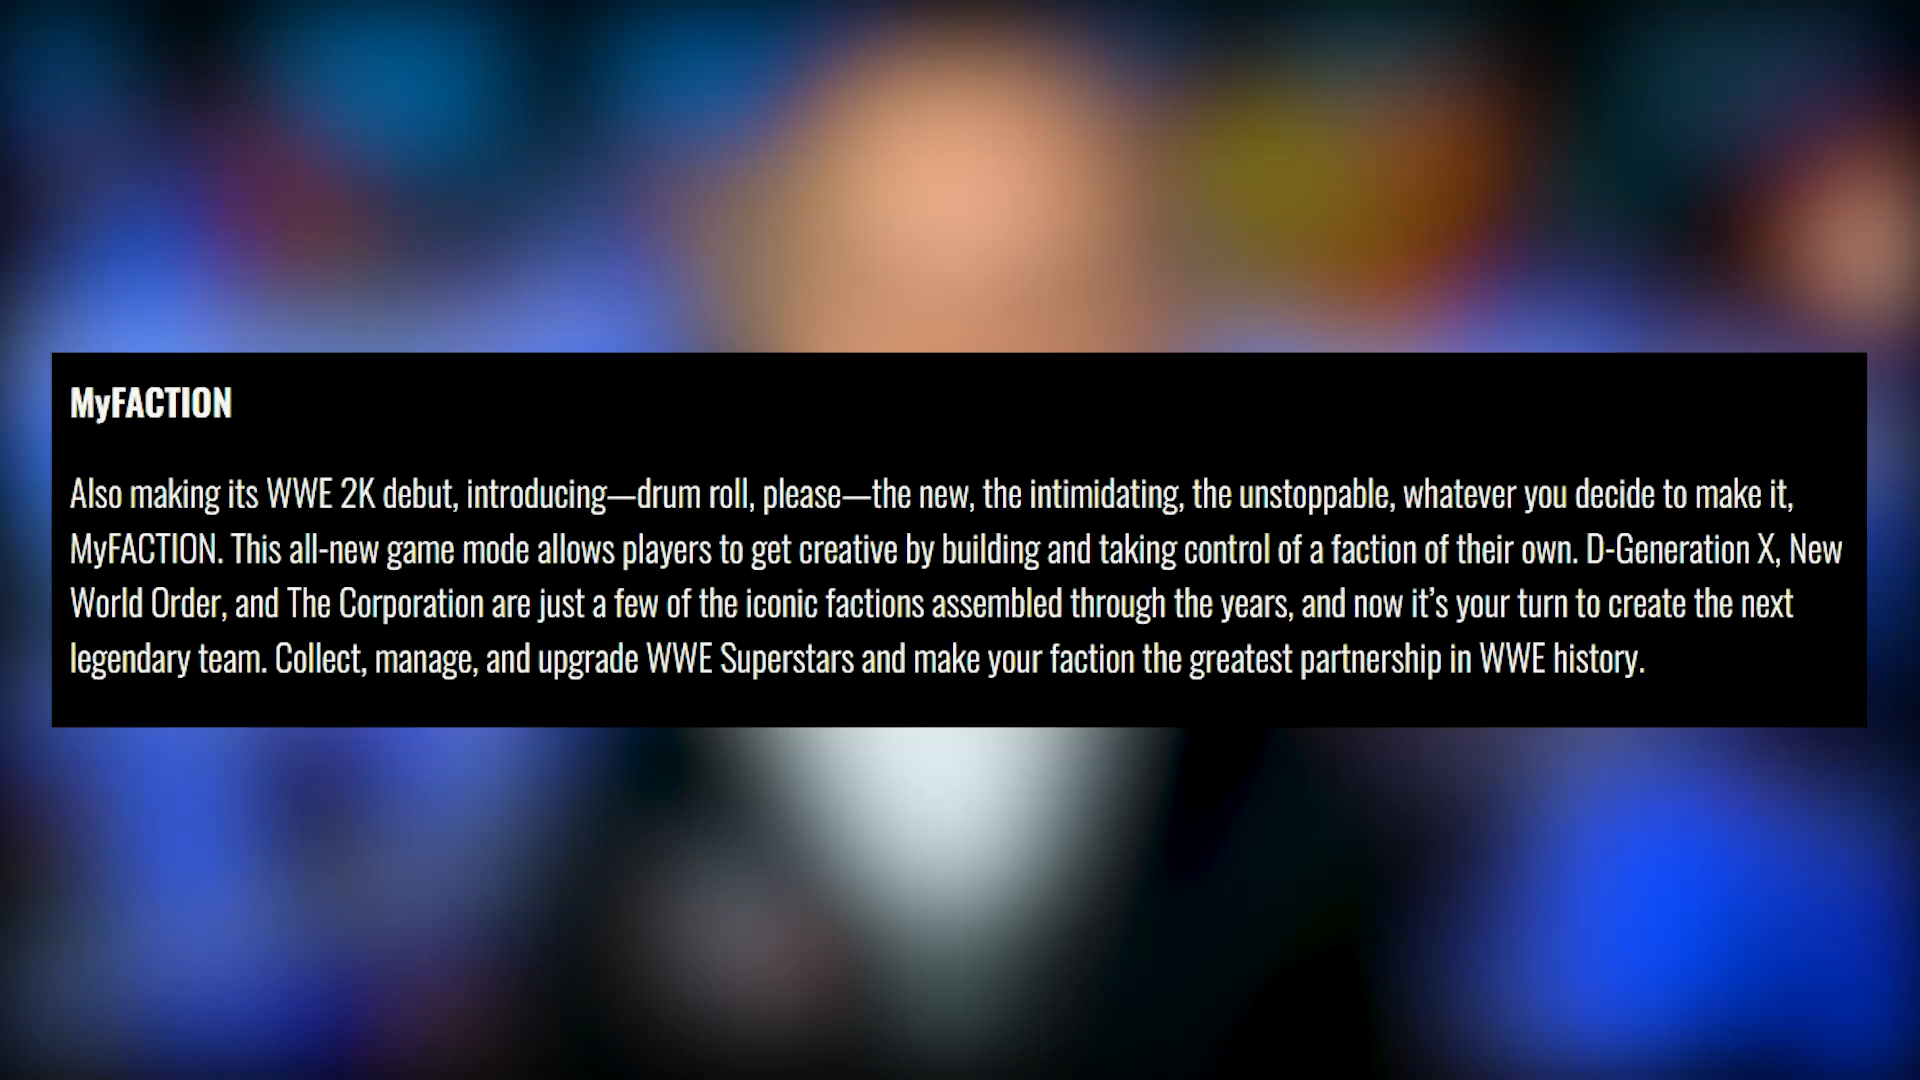 MyFACTION
Also making its WWE 2K debut, introducing—drum roll, please—the new, the intimidating, the unstoppable, whatever you decide to make it,
MyFACTION. This all-new game mode allows players to get creative by building and taking control of a faction of their own. D-Generation X, New
World Order, and The Corporation are just a few of the iconic factions assembled through the years, and now it’s your turn to create the next
legendary team. Collect, manage, and upgrade WWE Superstars and make your faction the greatest partnership in WWE history.